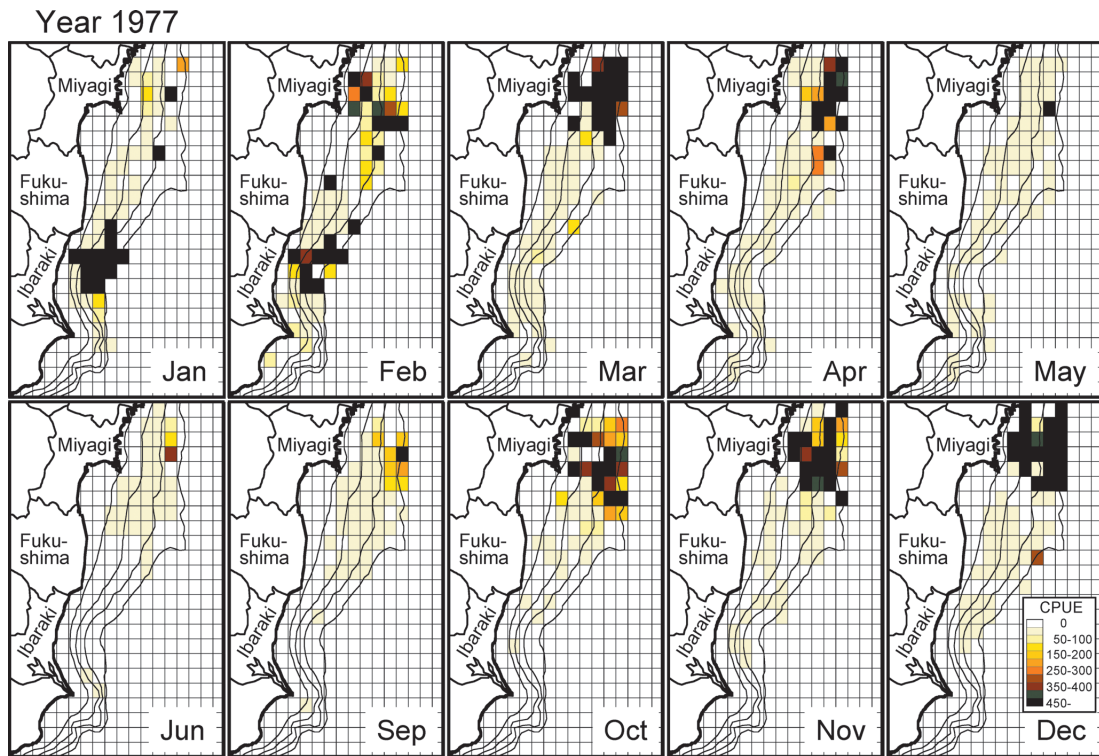 Year 1977
Miyagi
Fuku-
shima
Ibaraki
Jan
Miyagi
Fuku-
shima
Ibaraki
Feb
Miyagi
Fuku-
shima
Ibaraki
Mar
Miyagi
Fuku-
shima
Ibaraki
Apr
Miyagi
Fuku-
shima
Ibaraki
May
Miyagi
Fuku-
shima
Ibaraki
Jun
Miyagi
Fuku-
shima
Ibaraki
Sep
Miyagi
Fuku-
shima
Ibaraki
Oct
Miyagi
Fuku-
shima
Ibaraki
Nov
Miyagi
Fuku-
shima
Ibaraki
CPUE
0
50-100
150-200
250-300
350-400
450-
Dec